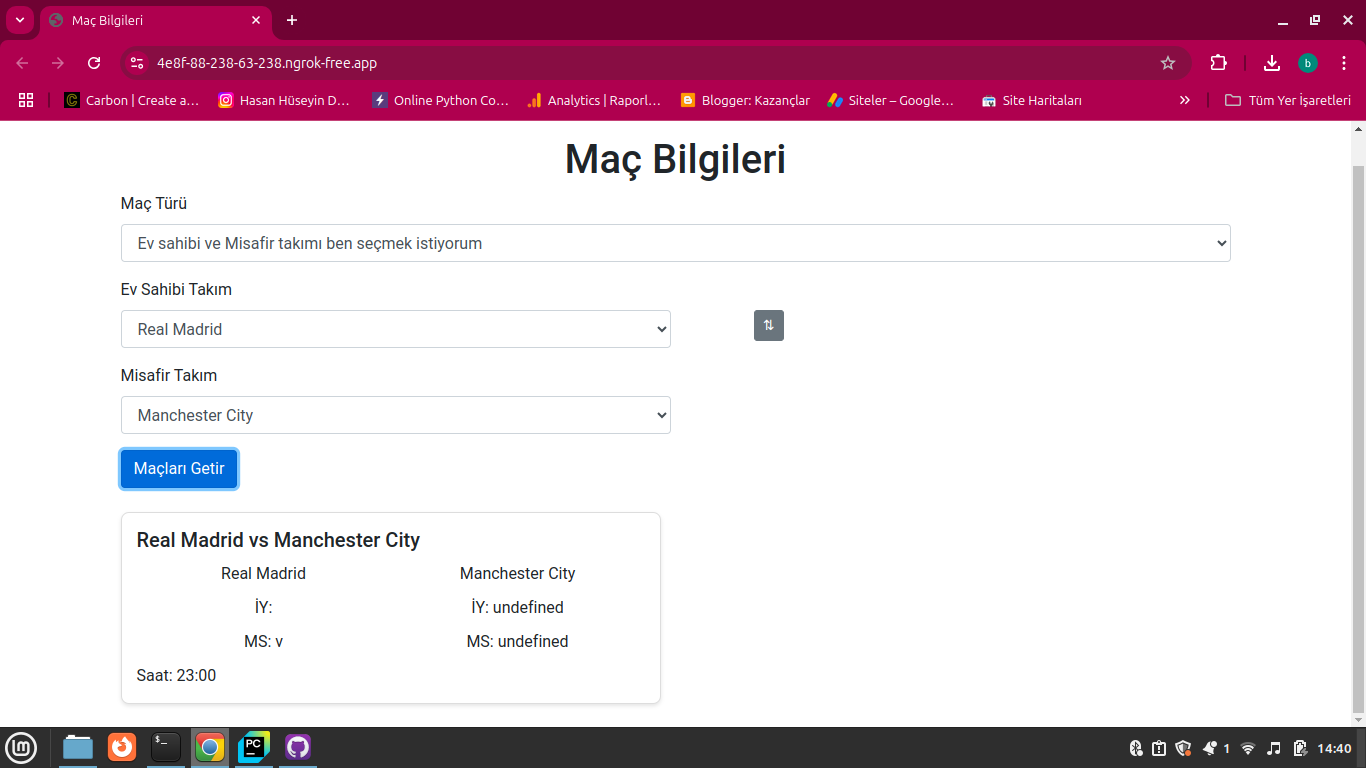 Maç Bilgileri
4e8f-88-238-63-238.ngrok-free.app
b
Carbon | Create a... Hasan Hüseyin D... Online Python Co... Analytics | Raporl... Blogger: Kazançlar Siteler – Google... Site Haritaları » Tüm Yer İşaretleri
Maç Bilgileri
Maç Türü
Ev sahibi ve Misafir takımı ben seçmek istiyorum
Ev Sahibi Takım
Real Madrid
Misafir Takım
Manchester City
Maçları Getir
Real Madrid vs Manchester City
Real Madrid Manchester City
İY: İY: undefined
MS: v MS: undefined
Saat: 23:00
PC
1 14:40